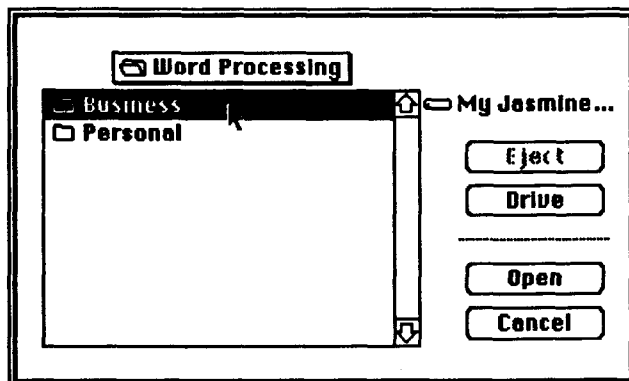 Word Processing
Business
My Jasmine...
Personal
Eject
Drive
Open
Cancel